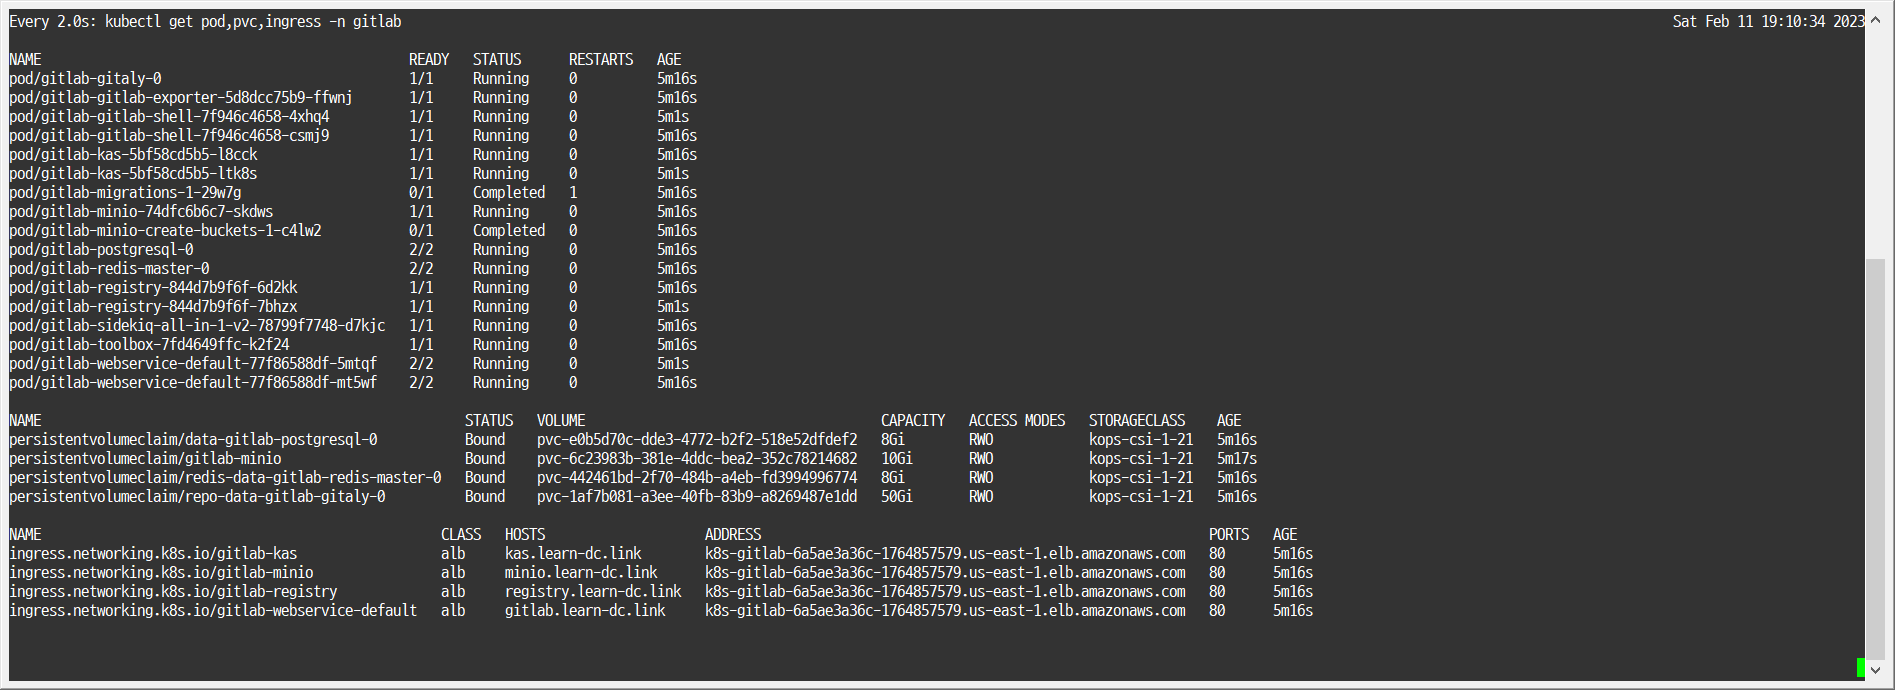 Every 2.0s: kubectl get pod,pvc,ingress -n gitlab Sat Feb 11 19:10:34 2023
NAME READY STATUS RESTARTS AGE
pod/gitlab-gitaly-0 1/1 Running 0 5m16s
pod/gitlab-gitlab-exporter-5d8dcc75b9-ffwnj 1/1 Running 0 5m16s
pod/gitlab-gitlab-shell-7f946c4658-4xhq4 1/1 Running 0 5m1s
pod/gitlab-gitlab-shell-7f946c4658-csmj9 1/1 Running 0 5m16s
pod/gitlab-kas-5bf58cd5b5-l8cck 1/1 Running 0 5m16s
pod/gitlab-kas-5bf58cd5b5-ltk8s 1/1 Running 0 5m1s
pod/gitlab-migrations-1-29w7g 0/1 Completed 1 5m16s
pod/gitlab-minio-74dfc6b6c7-skdws 1/1 Running 0 5m16s
pod/gitlab-minio-create-buckets-1-c4lw2 0/1 Completed 0 5m16s
pod/gitlab-postgresql-0 2/2 Running 0 5m16s
pod/gitlab-redis-master-0 2/2 Running 0 5m16s
pod/gitlab-registry-844d7b9f6f-6d2kk 1/1 Running 0 5m16s
pod/gitlab-registry-844d7b9f6f-7bhzx 1/1 Running 0 5m1s
pod/gitlab-sidekiq-all-in-1-v2-78799f7748-d7kjc 1/1 Running 0 5m16s
pod/gitlab-toolbox-7fd4649ffc-k2f24 1/1 Running 0 5m16s
pod/gitlab-webservice-default-77f86588df-5mtqf 2/2 Running 0 5m1s
pod/gitlab-webservice-default-77f86588df-mt5wf 2/2 Running 0 5m16s
NAME STATUS VOLUME CAPACITY ACCESS MODES STORAGECLASS AGE
persistentvolumeclaim/data-gitlab-postgresql-0 Bound pvc-e0b5d70c-dde3-4772-b2f2-518e52dfdef2 8Gi RWO kops-csi-1-21 5m16s
persistentvolumeclaim/gitlab-minio Bound pvc-6c23983b-381e-4ddc-bea2-352c78214682 10Gi RWO kops-csi-1-21 5m17s
persistentvolumeclaim/redis-data-gitlab-redis-master-0 Bound pvc-442461bd-2f70-484b-a4eb-fd3994996774 8Gi RWO kops-csi-1-21 5m16s
persistentvolumeclaim/repo-data-gitlab-gitaly-0 Bound pvc-1af7b081-a3ee-40fb-83b9-a8269487e1dd 50Gi RWO kops-csi-1-21 5m16s
NAME CLASS HOSTS ADDRESS PORTS AGE
ingress.networking.k8s.io/gitlab-kas alb kas.learn-dc.link k8s-gitlab-6a5ae3a36c-1764857579.us-east-1.elb.amazonaws.com 80 5m16s
ingress.networking.k8s.io/gitlab-minio alb minio.learn-dc.link k8s-gitlab-6a5ae3a36c-1764857579.us-east-1.elb.amazonaws.com 80 5m16s
ingress.networking.k8s.io/gitlab-registry alb registry.learn-dc.link k8s-gitlab-6a5ae3a36c-1764857579.us-east-1.elb.amazonaws.com 80 5m16s
ingress.networking.k8s.io/gitlab-webservice-default alb gitlab.learn-dc.link k8s-gitlab-6a5ae3a36c-1764857579.us-east-1.elb.amazonaws.com 80 5m16s